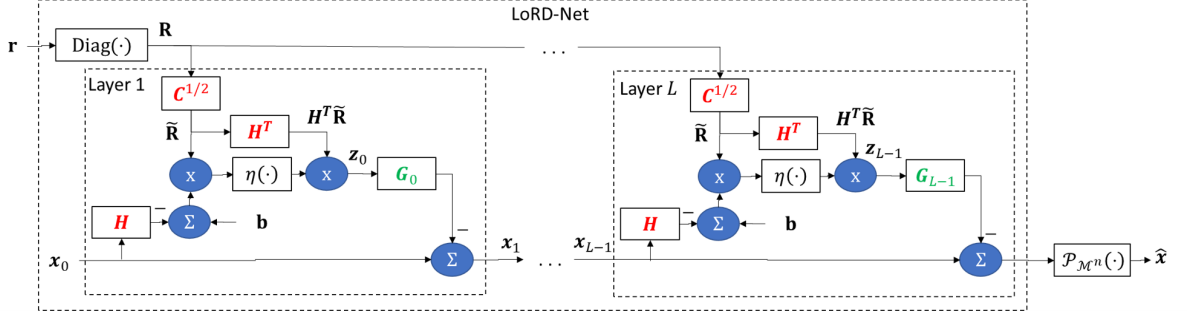 LoRD-Net
r
Diag(·)
R
. . .
Layer 1
C^{1/2}
R̃
H^T
H^T R̃
x
η(·)
x
z_0
G_0
H
−
Σ
b
−
x_0
Σ
x_1
. . .
Layer L
C^{1/2}
R̃
H^T
H^T R̃
x
η(·)
x
z_{L−1}
G_{L−1}
H
−
Σ
b
−
x_{L−1}
Σ
𝒫_{ℳ^n}(·)
x̂